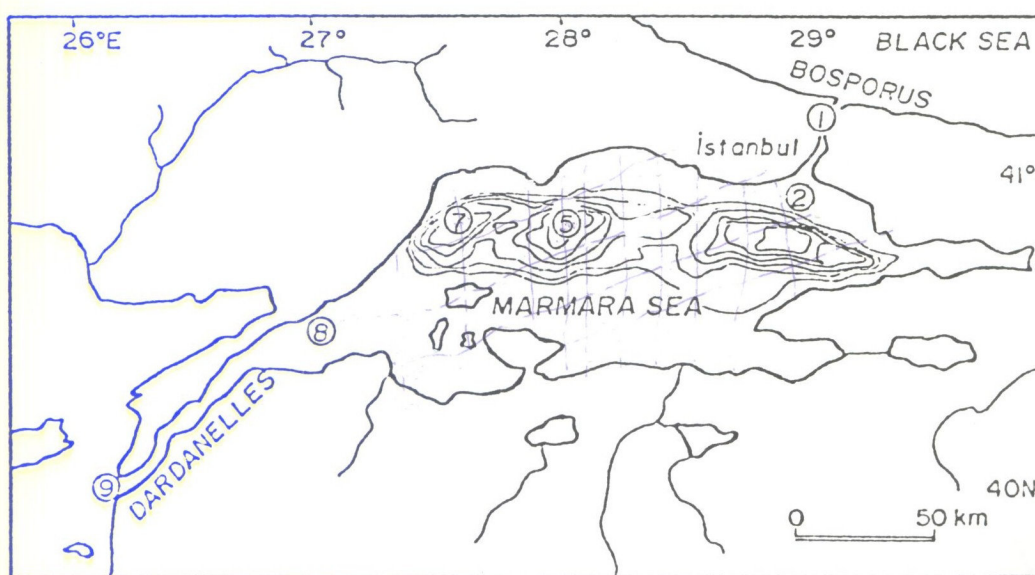 26°E 27° 28° 29° BLACK SEA
BOSPORUS
1
İstanbul
41°
2
7 5
MARMARA SEA
8
DARDANELLES
9
40N
0 50 km